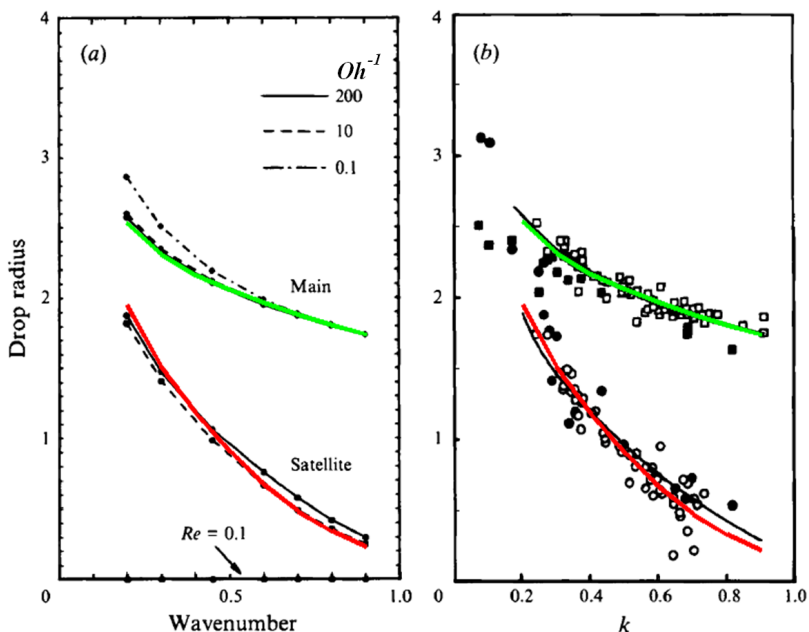 4
(a)
Oh⁻¹
200
10
0.1
3
Main
2
Drop radius
1
Satellite
Re = 0.1
0
0.5
1.0
Wavenumber
4
(b)
3
2
1
0
0.2
0.4
0.6
0.8
1.0
k